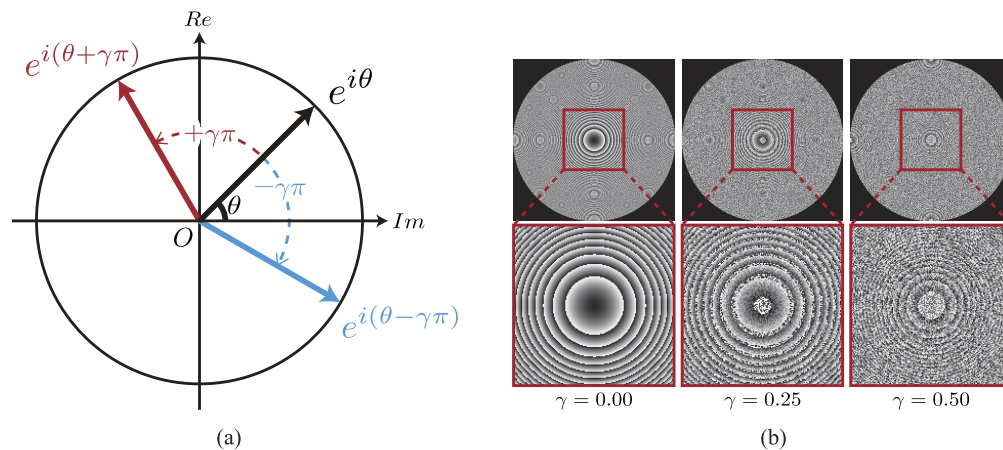 Re
e^{i(θ+γπ)}
e^{iθ}
+γπ
−γπ
θ
O
Im
e^{i(θ−γπ)}
(a)
γ = 0.00
γ = 0.25
γ = 0.50
(b)